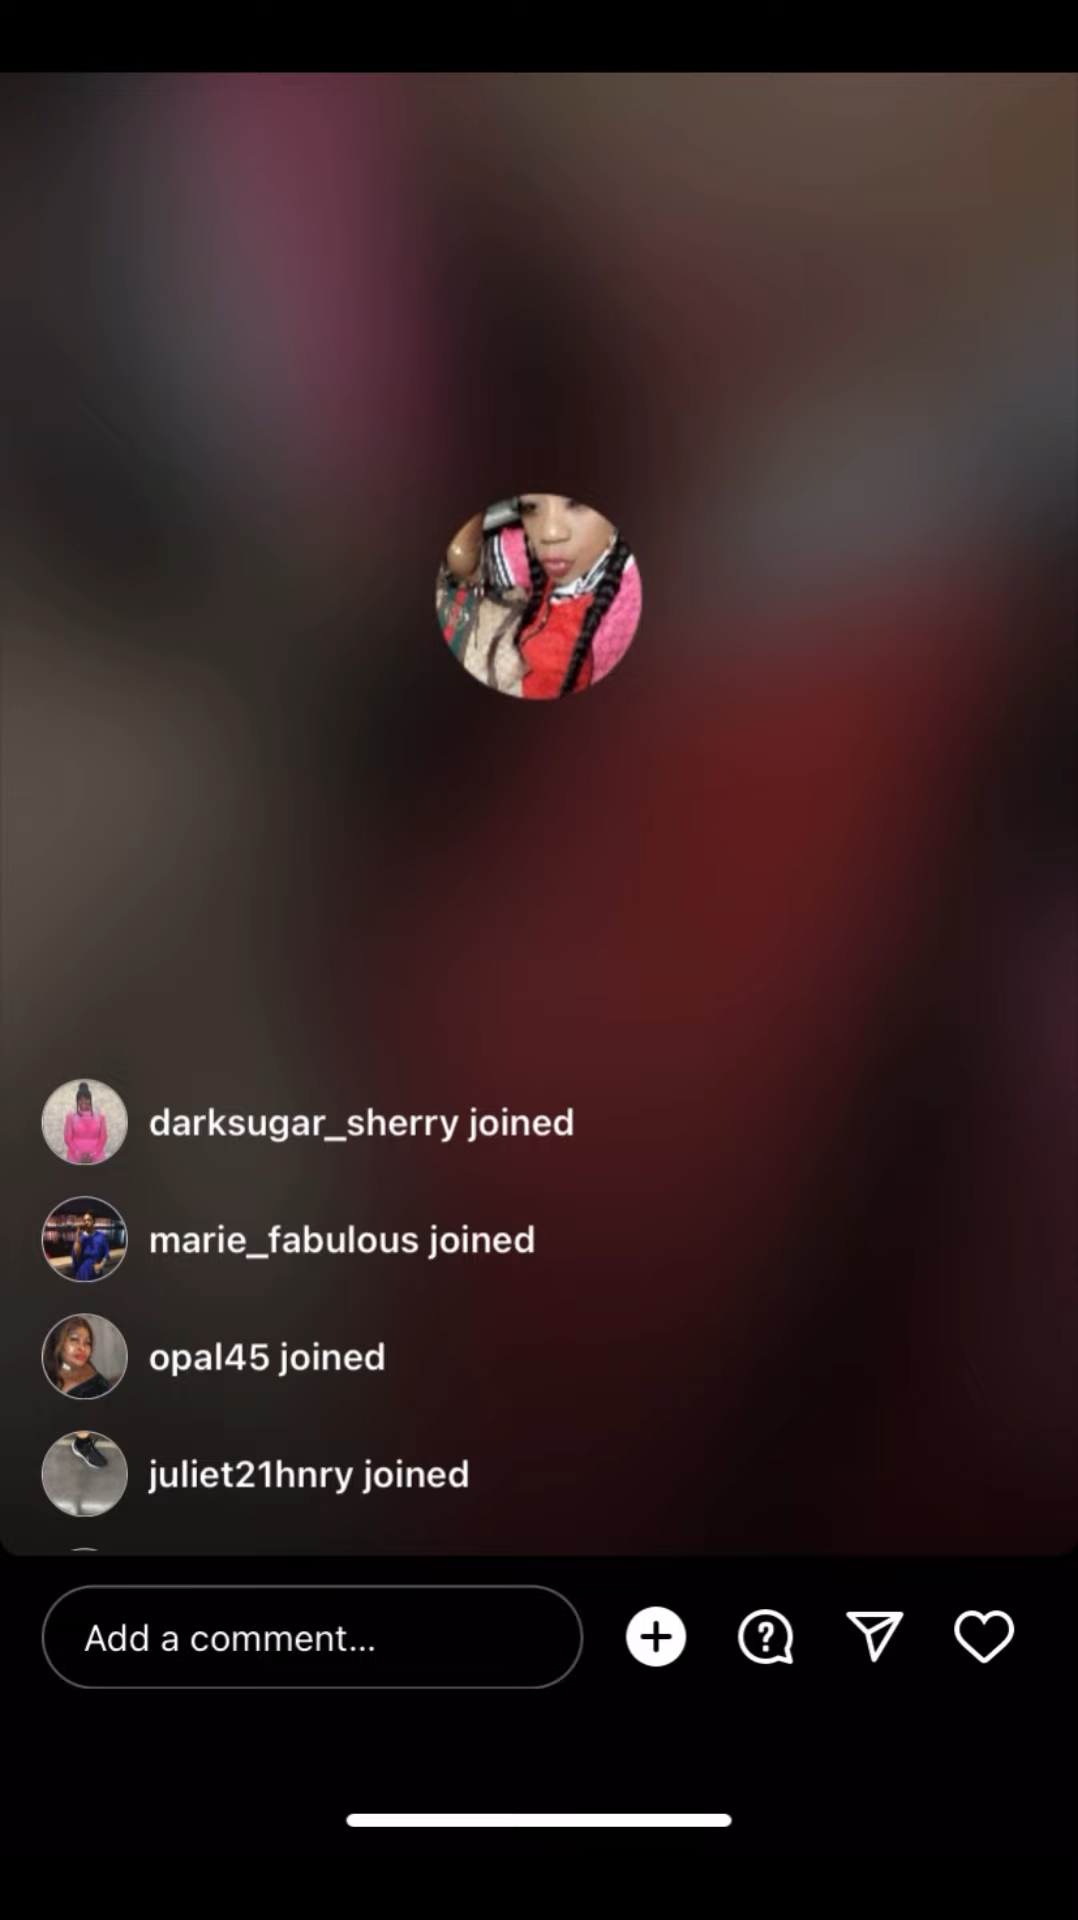 darksugar_sherry joined
marie_fabulous joined
opal45 joined
juliet21hnry joined
Add a comment...